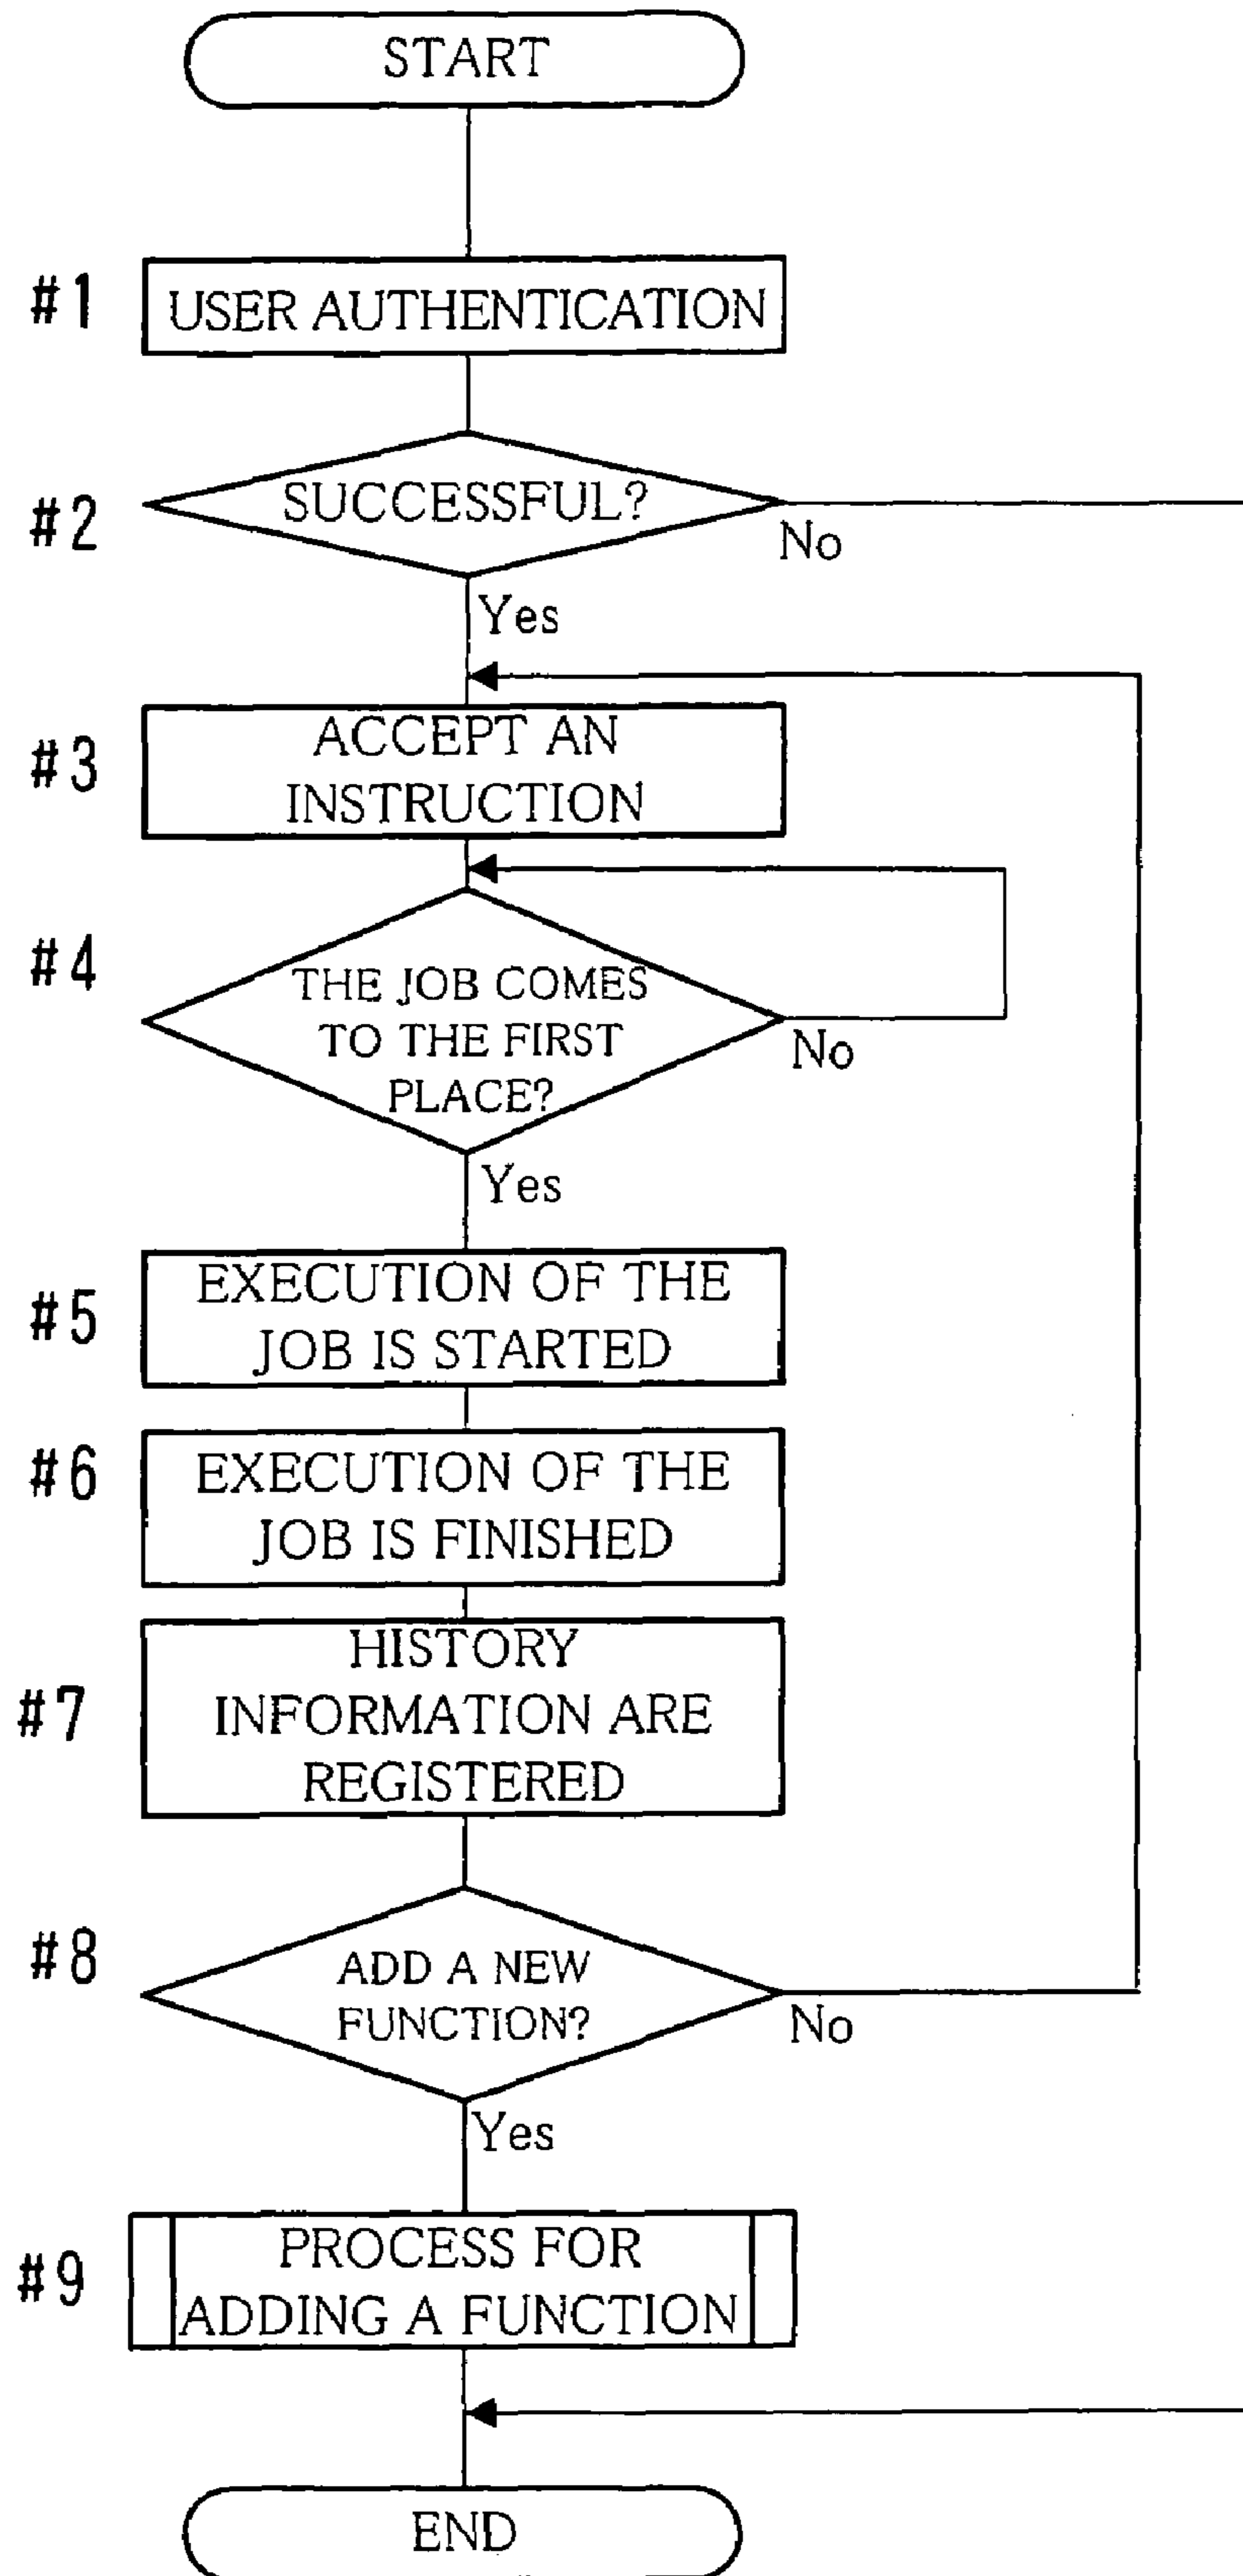 START
#1
USER AUTHENTICATION
#2
SUCCESSFUL?
No
Yes
#3
ACCEPT AN
INSTRUCTION
#4
THE JOB COMES
TO THE FIRST
PLACE?
No
Yes
#5
EXECUTION OF THE
JOB IS STARTED
#6
EXECUTION OF THE
JOB IS FINISHED
#7
HISTORY
INFORMATION ARE
REGISTERED
#8
ADD A NEW
FUNCTION?
No
Yes
#9
PROCESS FOR
ADDING A FUNCTION
END